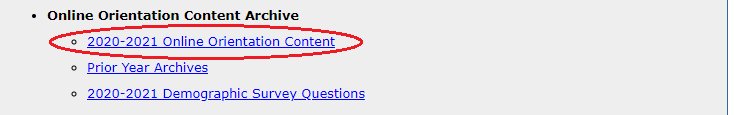 Online Orientation Content Archive
2020-2021 Online Orientation Content
Prior Year Archives
2020-2021 Demographic Survey Questions